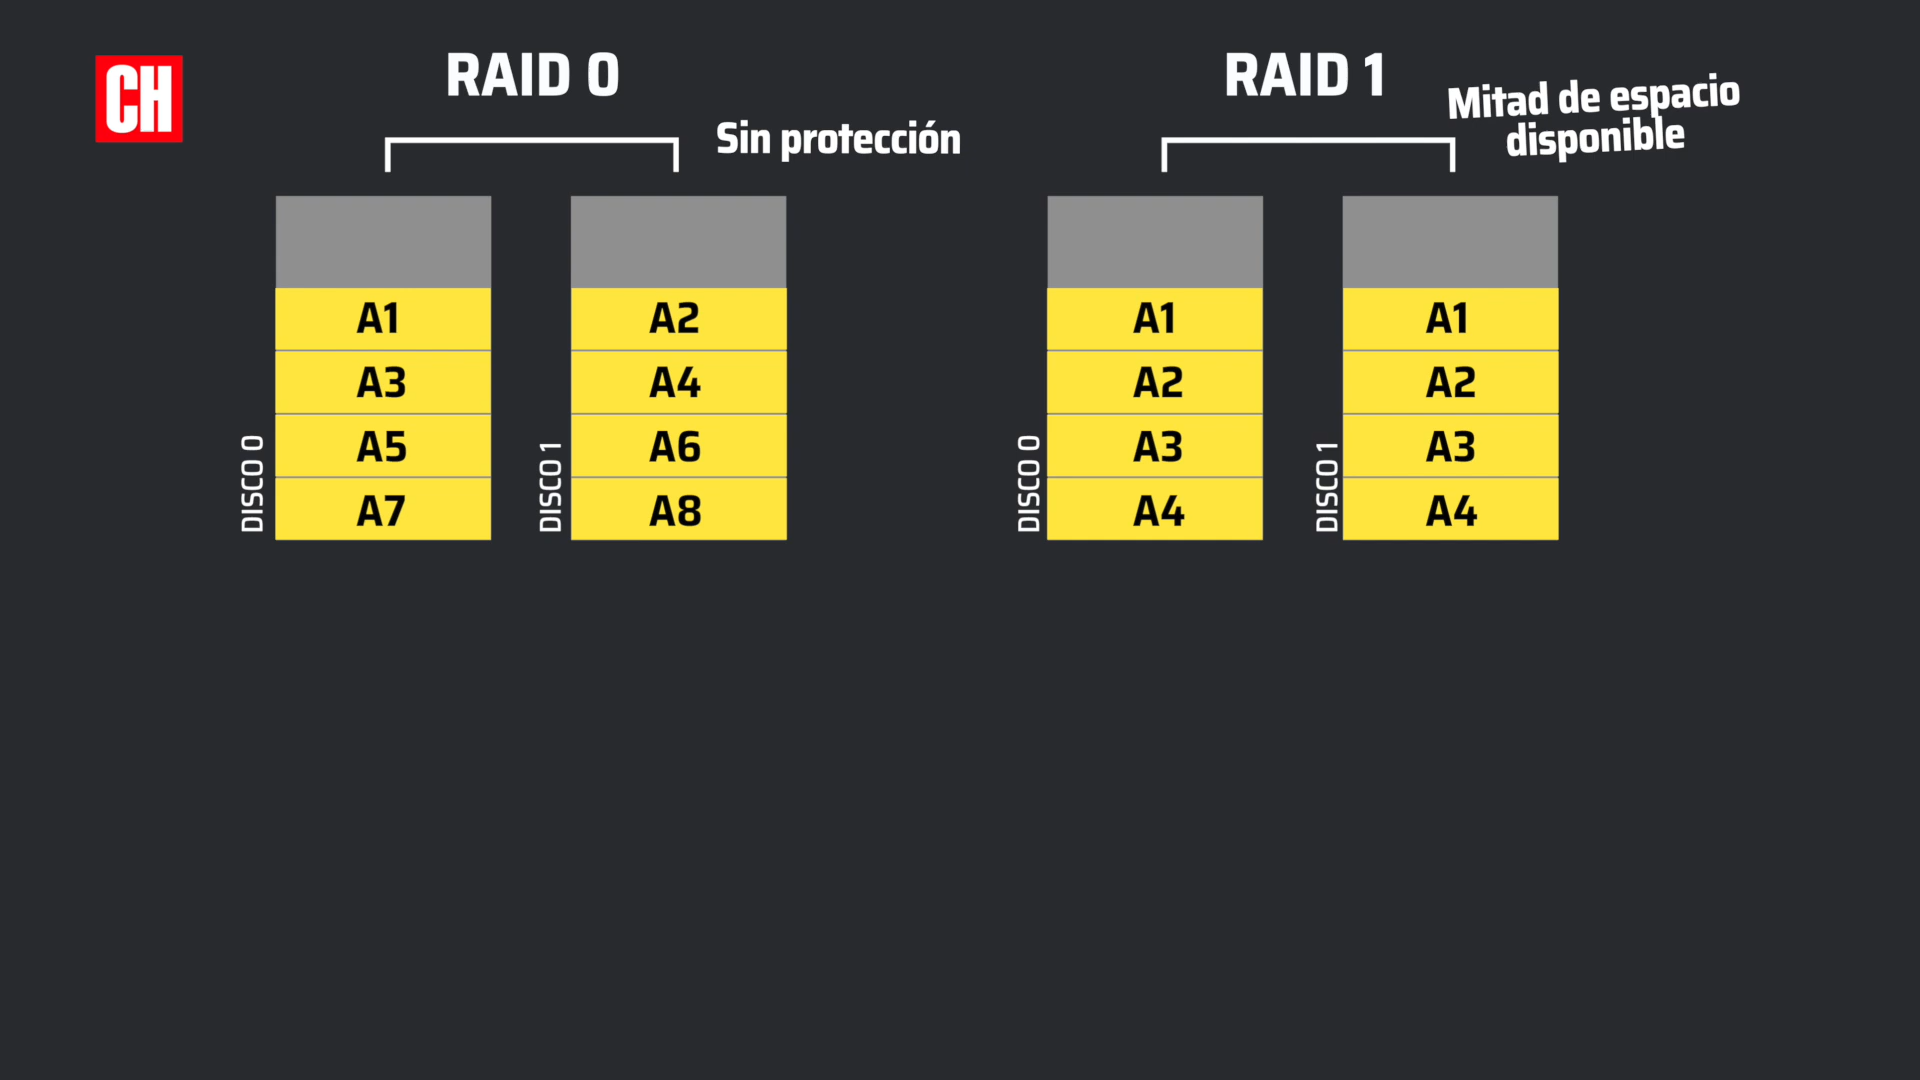 CH
RAID 0
Sin protección
DISCO 0
A1
A3
A5
A7
DISCO 1
A2
A4
A6
A8
RAID 1
Mitad de espacio
disponible
DISCO 0
A1
A2
A3
A4
DISCO 1
A1
A2
A3
A4